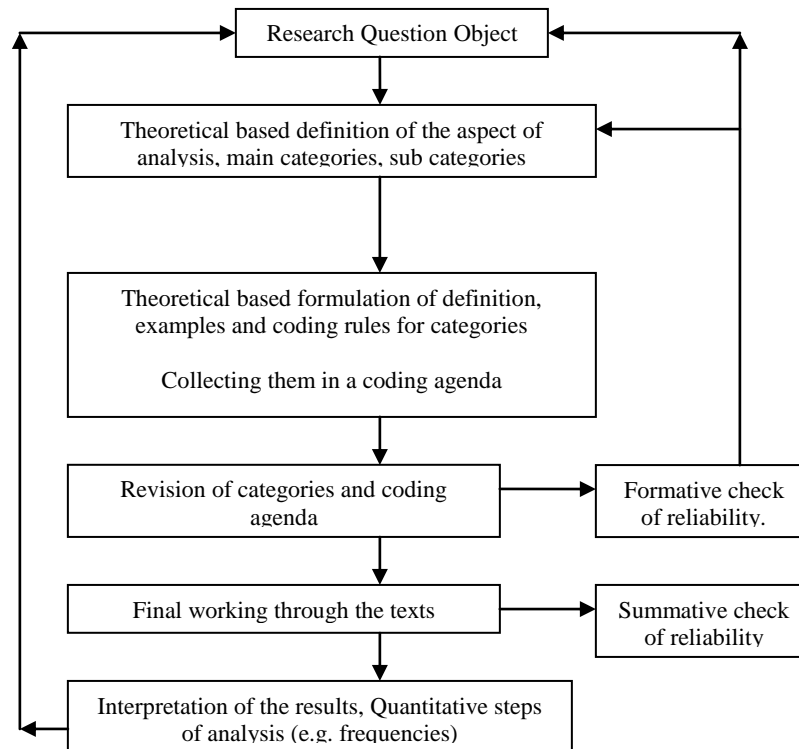 Research Question Object
Theoretical based definition of the aspect of
analysis, main categories, sub categories
Theoretical based formulation of definition,
examples and coding rules for categories
Collecting them in a coding agenda
Revision of categories and coding
agenda
Formative check
of reliability.
Final working through the texts
Summative check
of reliability
Interpretation of the results, Quantitative steps
of analysis (e.g. frequencies)